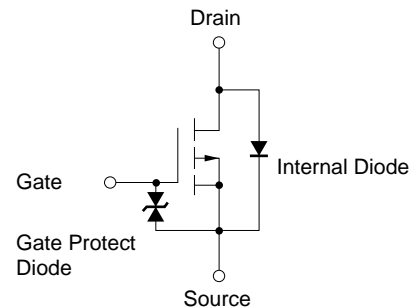 Drain
Internal Diode
Gate
Gate Protect
Diode
Source